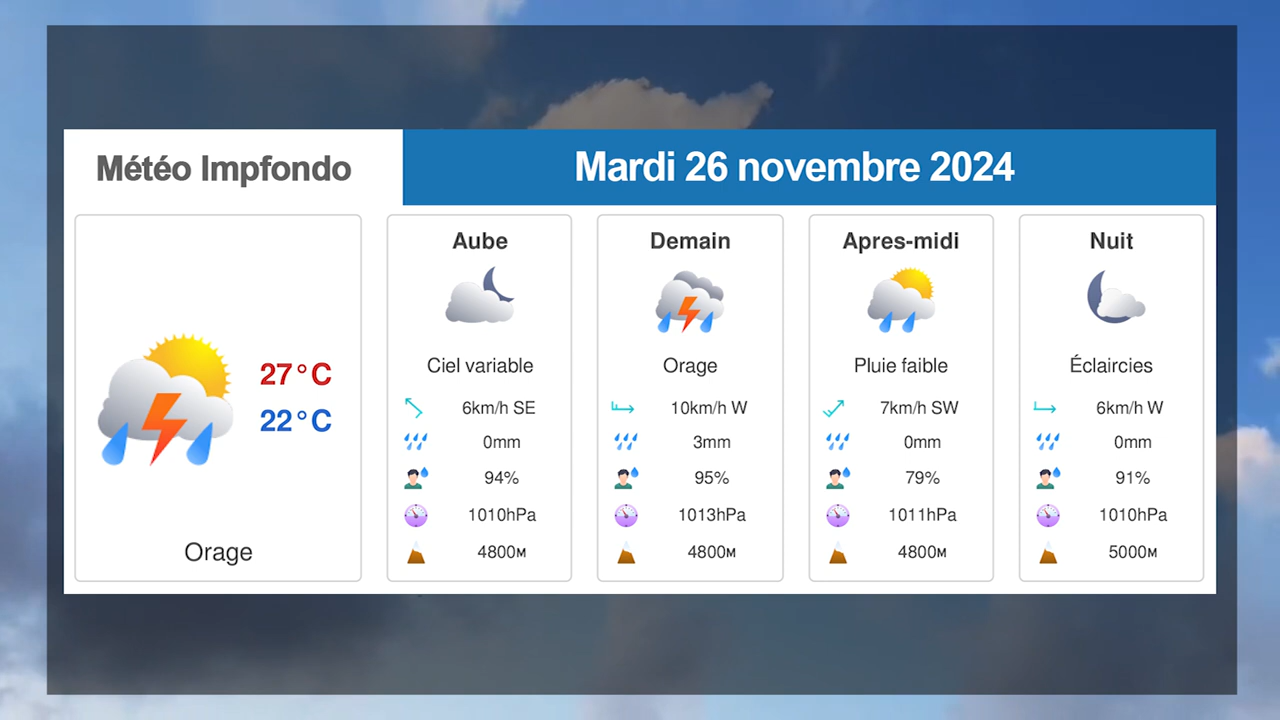 Météo Impfondo
Mardi 26 novembre 2024
27°C
22°C
Orage
Aube
Ciel variable
6km/h SE
0mm
94%
1010hPa
4800м
Demain
Orage
10km/h W
3mm
95%
1013hPa
4800м
Apres-midi
Pluie faible
7km/h SW
0mm
79%
1011hPa
4800м
Nuit
Éclaircies
6km/h W
0mm
91%
1010hPa
5000м